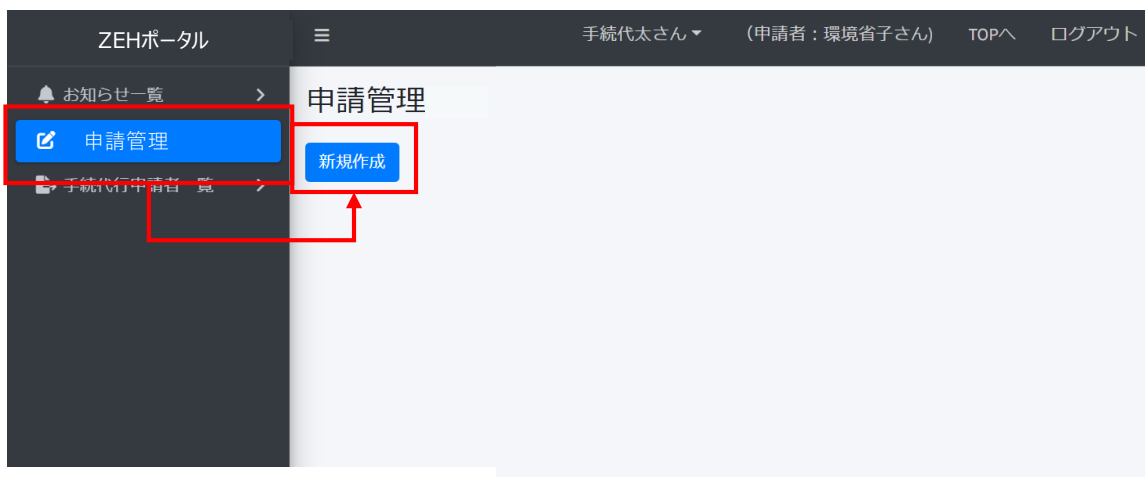 ZEHポータル
手続代太さん (申請者：環境省子さん) TOPへ ログアウト
お知らせ一覧
申請管理
手続代行申請者一覧
申請管理
新規作成